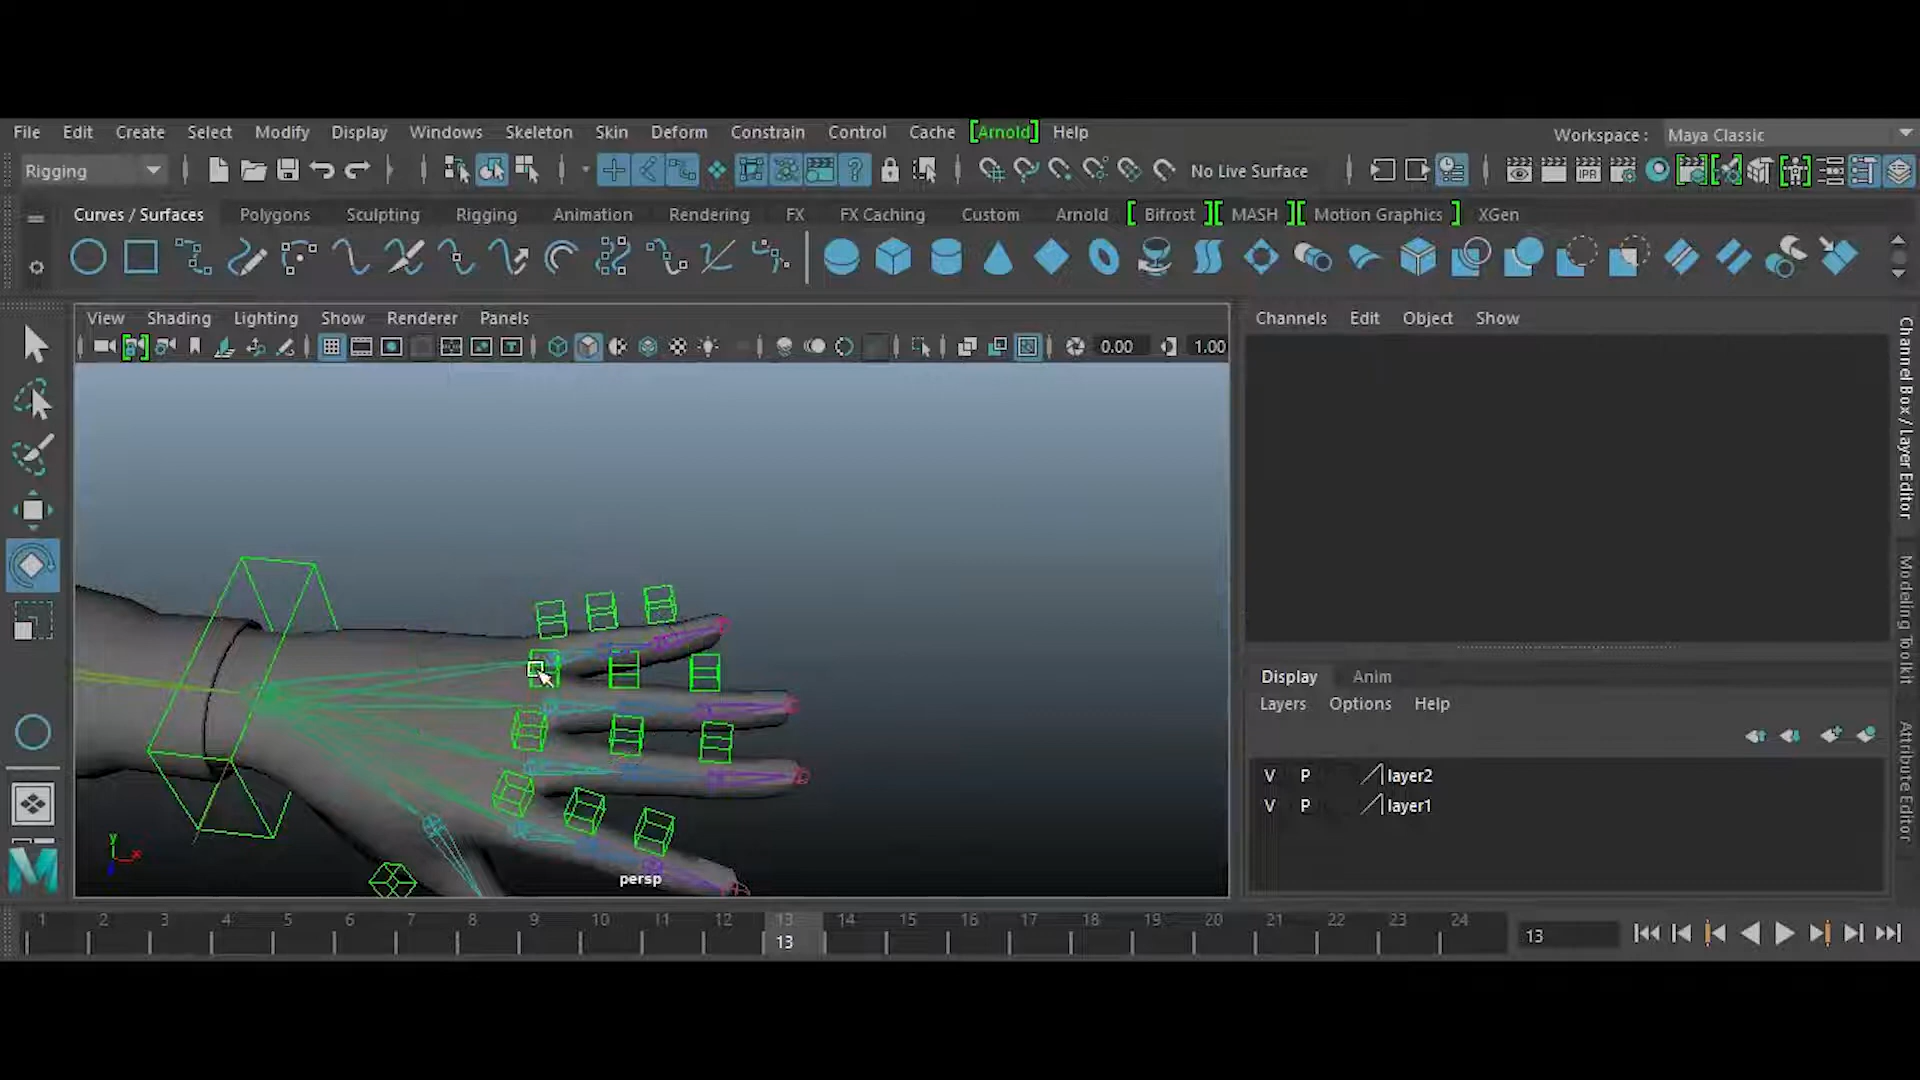 File Edit Create Select Modify Display Windows Skeleton Skin Deform Constrain Control Cache [Arnold] Help Workspace : Maya Classic
Rigging No Live Surface IPR
Curves / Surfaces Polygons Sculpting Rigging Animation Rendering FX FX Caching Custom Arnold [ Bifrost ][ MASH ][ Motion Graphics ] XGen
View Shading Lighting Show Renderer Panels
0.00 1.00
Channels Edit Object Show
Channel Box / Layer Editor
Modeling Toolkit
Attribute Editor
Display Anim
Layers Options Help
V P layer2
V P layer1
y x
persp
1 2 3 4 5 6 7 8 9 10 11 12 13 14 15 16 17 18 19 20 21 22 23 24
13 13